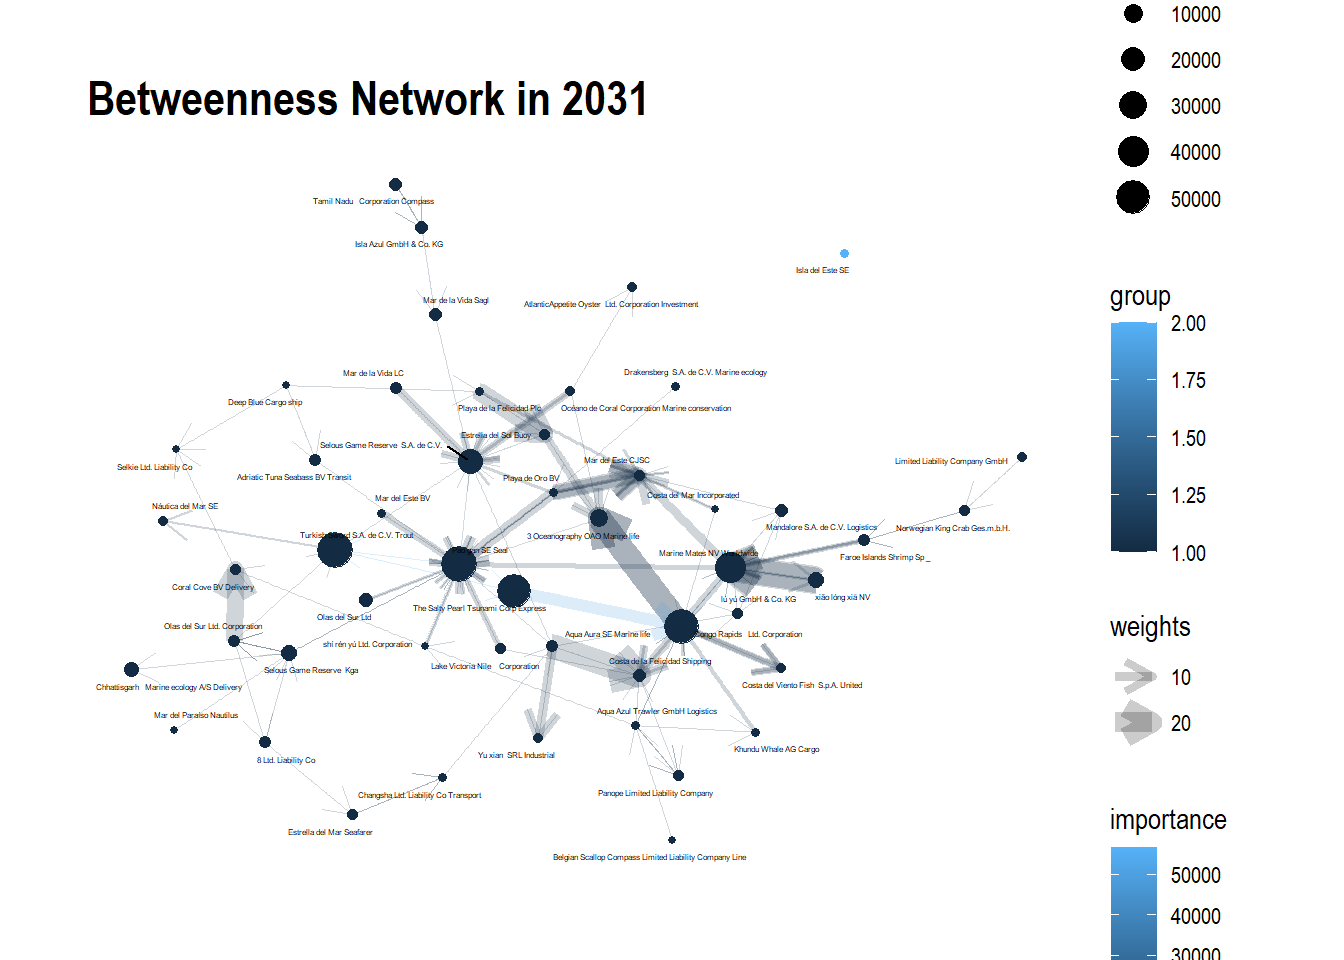 Betweenness Network in 2031
10000
20000
30000
40000
50000
Tamil Nadu Corporation Compass
Isla Azul GmbH & Co. KG
Isla del Este SE
Mar de la Vida Sagl
AtlanticAppetite Oyster Ltd. Corporation Investment
Mar de la Vida LC
Drakensberg S.A. de C.V. Marine ecology
Deep Blue Cargo ship
Playa de la Felicidad Plc
Oceano de Coral Corporation Marine conservation
Estrella del Sol Buoy
Selous Game Reserve S.A. de C.V.
Selkie Ltd. Liability Co
Adriatic Tuna Seabass BV Transit
Mar del Este CJSC
Limited Liability Company GmbH
Playa de Oro BV
Costa del Mar Incorporated
Mar del Este BV
Náutica del Mar SE
Mandalore S.A. de C.V. Logistics
Norwegian King Crab Ges.m.b.H.
S.A. de C.V. Trout
3 Oceanography OAO Marine life
SE Seal
Marine Mates NV Worldwide
Faroe Islands Shrimp Sp _
Coral Cove BV Delivery
lú yú GmbH & Co. KG
xiǎo lóng xiā NV
Olas del Sur Ltd
The Salty Pearl Tsunami Corp Express
Olas del Sur Ltd. Corporation
Aqua Aura SE Marine life
Congo Rapids Ltd. Corporation
shí rén yú Ltd. Corporation
Lake Victoria Nile Corporation
Costa de la Felicidad Shipping
Selous Game Reserve Kga
Chhattisgarh Marine ecology A/S Delivery
Costa del Viento Fish S.p.A. United
Mar del Paraíso Nautilus
Aqua Azul Trawler GmbH Logistics
Khundu Whale AG Cargo
8 Ltd. Liability Co
Yu xian SRL Industrial
Changsha Ltd. Liability Co Transport
Panope Limited Liability Company
Estrella del Mar Seafarer
Belgian Scallop Compass Limited Liability Company Line
group
2.00
1.75
1.50
1.25
1.00
weights
10
20
importance
50000
40000
30000